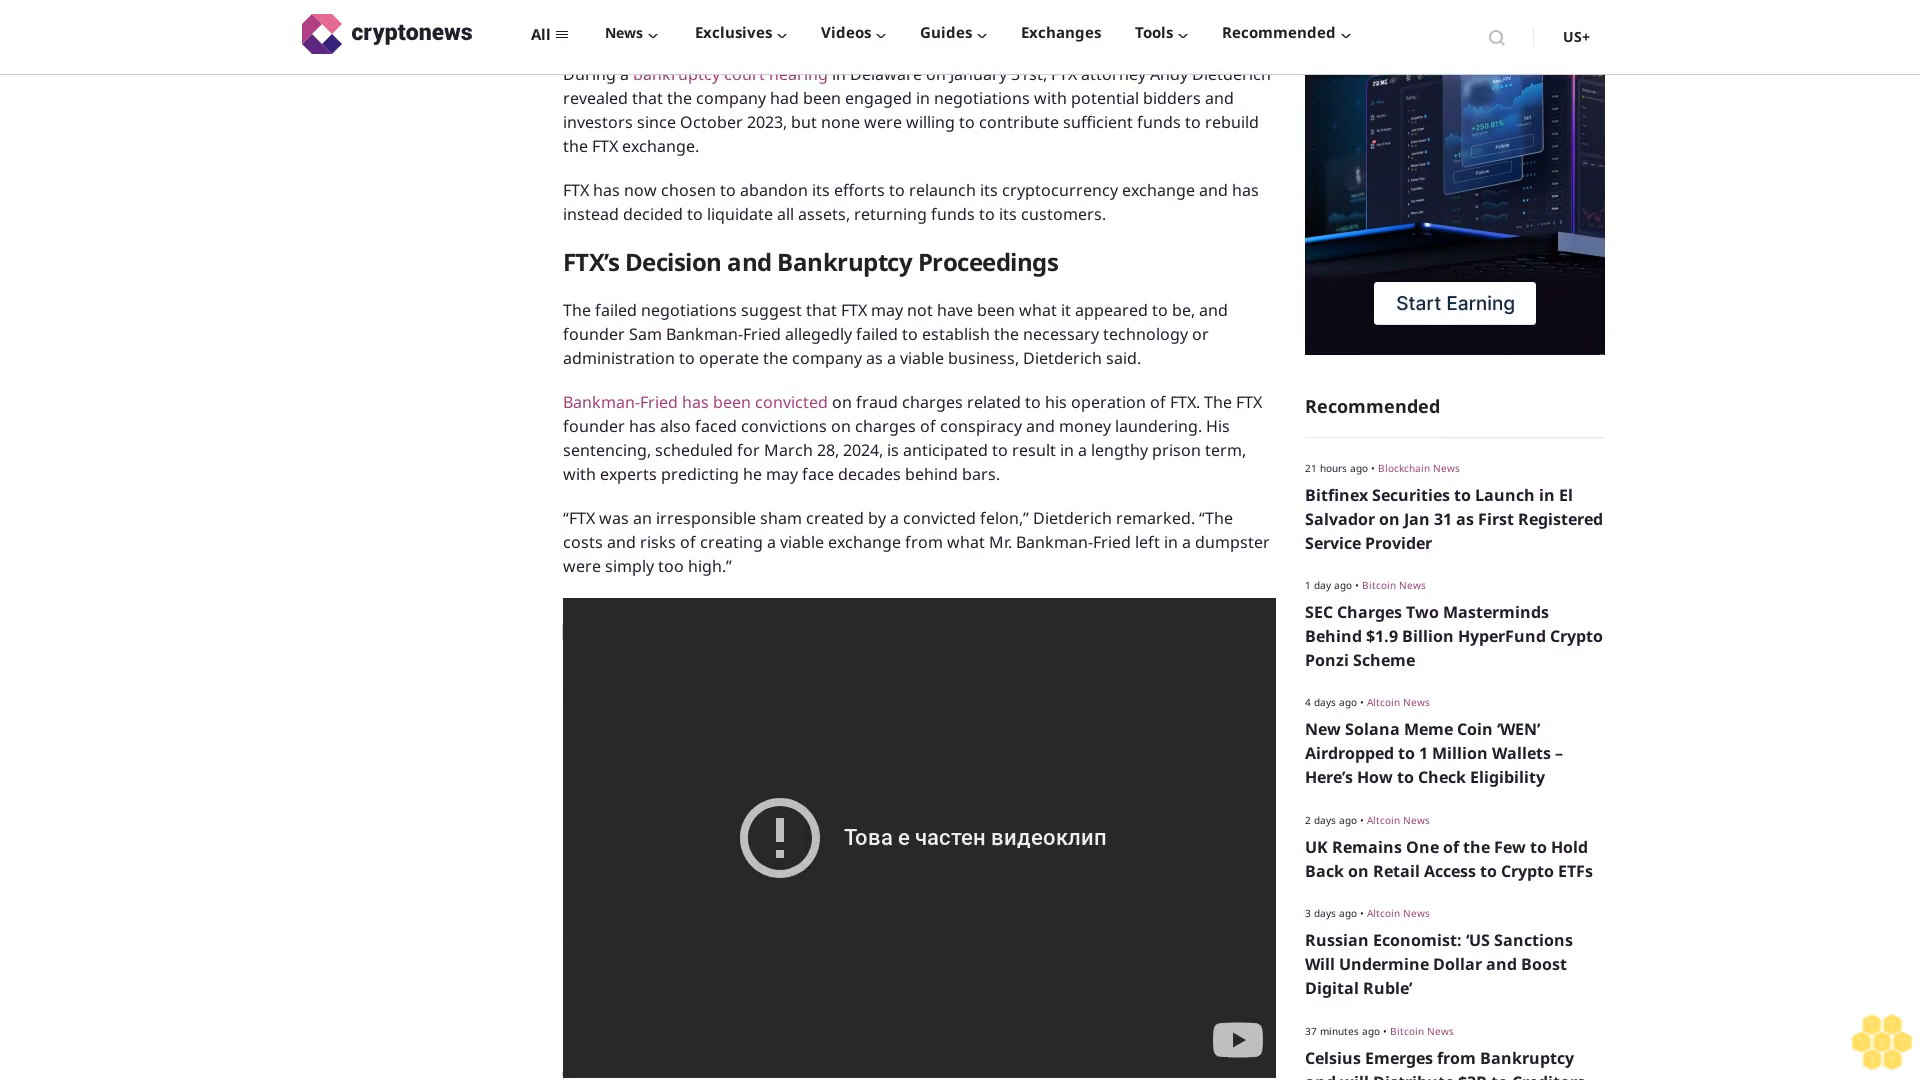 cryptonews
All
News
Exclusives
Videos
Guides
Exchanges
Tools
Recommended
US+
During a bankruptcy court hearing in Delaware on January 31st, FTX attorney Andy Dietderich
revealed that the company had been engaged in negotiations with potential bidders and
investors since October 2023, but none were willing to contribute sufficient funds to rebuild
the FTX exchange.
FTX has now chosen to abandon its efforts to relaunch its cryptocurrency exchange and has
instead decided to liquidate all assets, returning funds to its customers.
FTX’s Decision and Bankruptcy Proceedings
The failed negotiations suggest that FTX may not have been what it appeared to be, and
founder Sam Bankman-Fried allegedly failed to establish the necessary technology or
administration to operate the company as a viable business, Dietderich said.
Bankman-Fried has been convicted on fraud charges related to his operation of FTX. The FTX
founder has also faced convictions on charges of conspiracy and money laundering. His
sentencing, scheduled for March 28, 2024, is anticipated to result in a lengthy prison term,
with experts predicting he may face decades behind bars.
“FTX was an irresponsible sham created by a convicted felon,” Dietderich remarked. “The
costs and risks of creating a viable exchange from what Mr. Bankman-Fried left in a dumpster
were simply too high.”
Това е частен видеоклип
+250.91%
Follow
Follow
Start Earning
Recommended
21 hours ago • Blockchain News
Bitfinex Securities to Launch in El
Salvador on Jan 31 as First Registered
Service Provider
1 day ago • Bitcoin News
SEC Charges Two Masterminds
Behind $1.9 Billion HyperFund Crypto
Ponzi Scheme
4 days ago • Altcoin News
New Solana Meme Coin ‘WEN’
Airdropped to 1 Million Wallets –
Here’s How to Check Eligibility
2 days ago • Altcoin News
UK Remains One of the Few to Hold
Back on Retail Access to Crypto ETFs
3 days ago • Altcoin News
Russian Economist: ‘US Sanctions
Will Undermine Dollar and Boost
Digital Ruble’
37 minutes ago • Bitcoin News
Celsius Emerges from Bankruptcy
and will Distribute $3B to Creditors